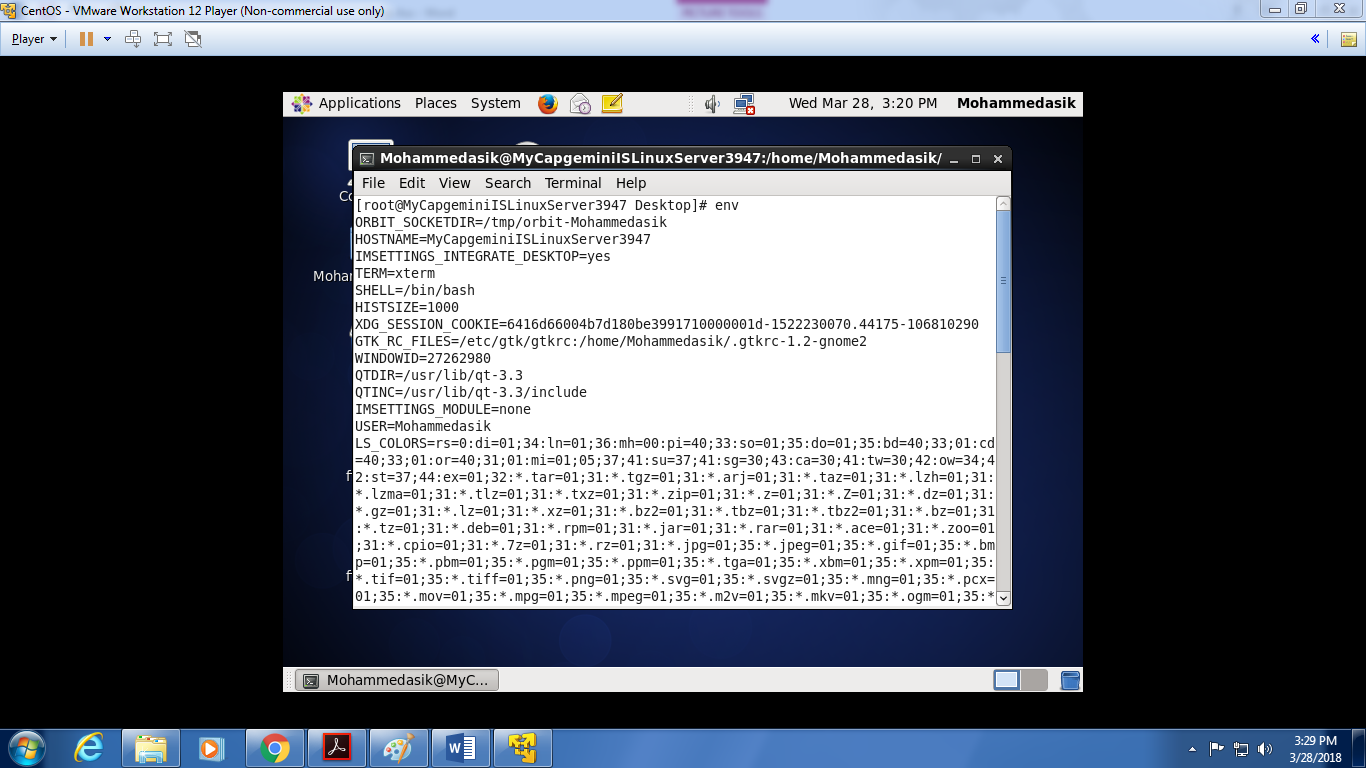 CentOS - VMware Workstation 12 Player (Non-commercial use only)
Player
Applications Places System Wed Mar 28, 3:20 PM Mohammedasik
Mohammedasik@MyCapgeminiISLinuxServer3947:/home/Mohammedasik/
File Edit View Search Terminal Help
[root@MyCapgeminiISLinuxServer3947 Desktop]# env
ORBIT_SOCKETDIR=/tmp/orbit-Mohammedasik
HOSTNAME=MyCapgeminiISLinuxServer3947
IMSETTINGS_INTEGRATE_DESKTOP=yes
TERM=xterm
SHELL=/bin/bash
HISTSIZE=1000
XDG_SESSION_COOKIE=6416d66004b7d180be3991710000001d-1522230070.44175-106810290
GTK_RC_FILES=/etc/gtk/gtkrc:/home/Mohammedasik/.gtkrc-1.2-gnome2
WINDOWID=27262980
QTDIR=/usr/lib/qt-3.3
QTINC=/usr/lib/qt-3.3/include
IMSETTINGS_MODULE=none
USER=Mohammedasik
LS_COLORS=rs=0:di=01;34:ln=01;36:mh=00:pi=40;33:so=01;35:do=01;35:bd=40;33;01:cd
=40;33;01:or=40;31;01:mi=01;05;37;41:su=37;41:sg=30;43:ca=30;41:tw=30;42:ow=34;4
2:st=37;44:ex=01;32:*.tar=01;31:*.tgz=01;31:*.arj=01;31:*.taz=01;31:*.lzh=01;31:
*.lzma=01;31:*.tlz=01;31:*.txz=01;31:*.zip=01;31:*.z=01;31:*.Z=01;31:*.dz=01;31:
*.gz=01;31:*.lz=01;31:*.xz=01;31:*.bz2=01;31:*.tbz=01;31:*.tbz2=01;31:*.bz=01;31
:*.tz=01;31:*.deb=01;31:*.rpm=01;31:*.jar=01;31:*.rar=01;31:*.ace=01;31:*.zoo=01
;31:*.cpio=01;31:*.7z=01;31:*.rz=01;31:*.jpg=01;35:*.jpeg=01;35:*.gif=01;35:*.bm
p=01;35:*.pbm=01;35:*.pgm=01;35:*.ppm=01;35:*.tga=01;35:*.xbm=01;35:*.xpm=01;35:
*.tif=01;35:*.tiff=01;35:*.png=01;35:*.svg=01;35:*.svgz=01;35:*.mng=01;35:*.pcx=
01;35:*.mov=01;35:*.mpg=01;35:*.mpeg=01;35:*.m2v=01;35:*.mkv=01;35:*.ogm=01;35:*
Mohammedasik@MyC...
3:29 PM
3/28/2018